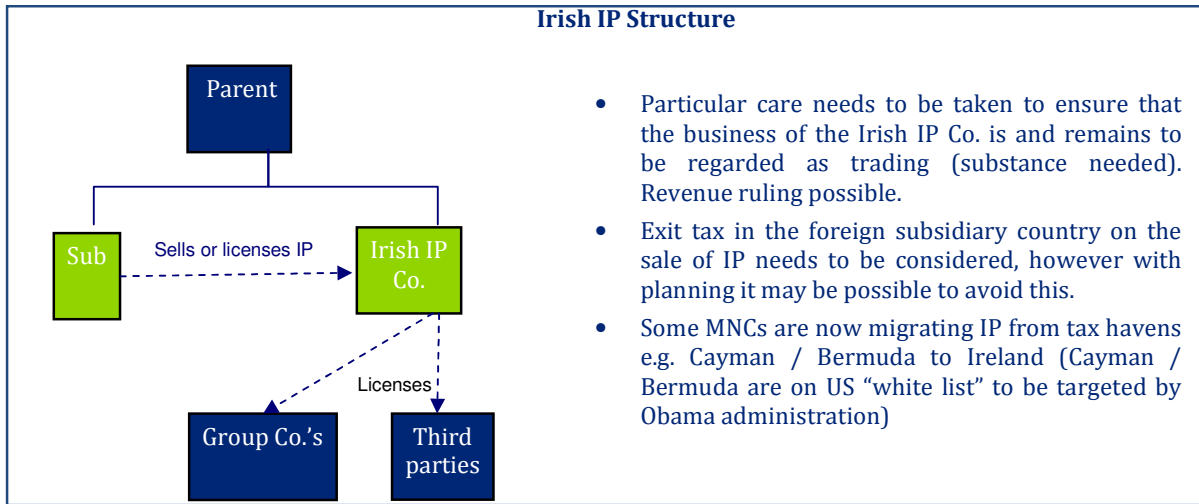 Irish IP Structure
Parent
Sub
Sells or licenses IP
Irish IP
Co.
Licenses
Group Co.'s
Third
parties
• Particular care needs to be taken to ensure that
the business of the Irish IP Co. is and remains to
be regarded as trading (substance needed).
Revenue ruling possible.
• Exit tax in the foreign subsidiary country on the
sale of IP needs to be considered, however with
planning it may be possible to avoid this.
• Some MNCs are now migrating IP from tax havens
e.g. Cayman / Bermuda to Ireland (Cayman /
Bermuda are on US “white list” to be targeted by
Obama administration)